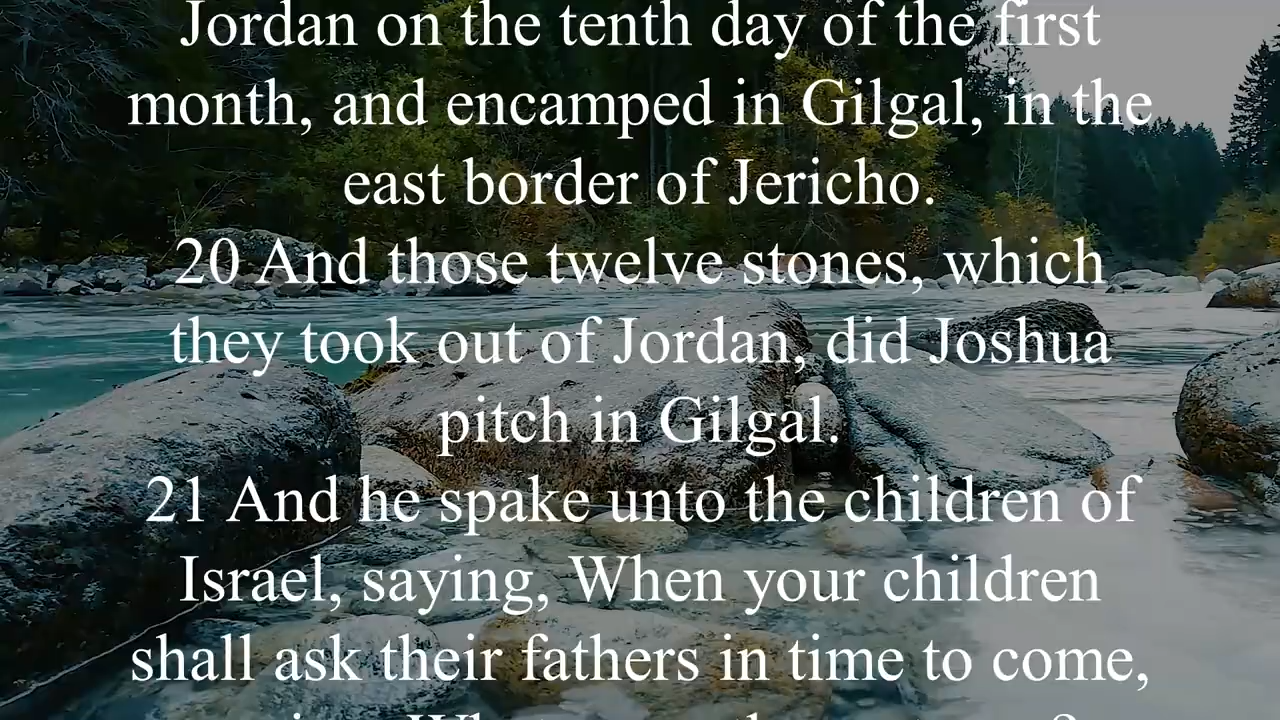 Jordan on the tenth day of the first
month, and encamped in Gilgal, in the
east border of Jericho.
20 And those twelve stones, which
they took out of Jordan, did Joshua
pitch in Gilgal.
21 And he spake unto the children of
Israel, saying, When your children
shall ask their fathers in time to come,